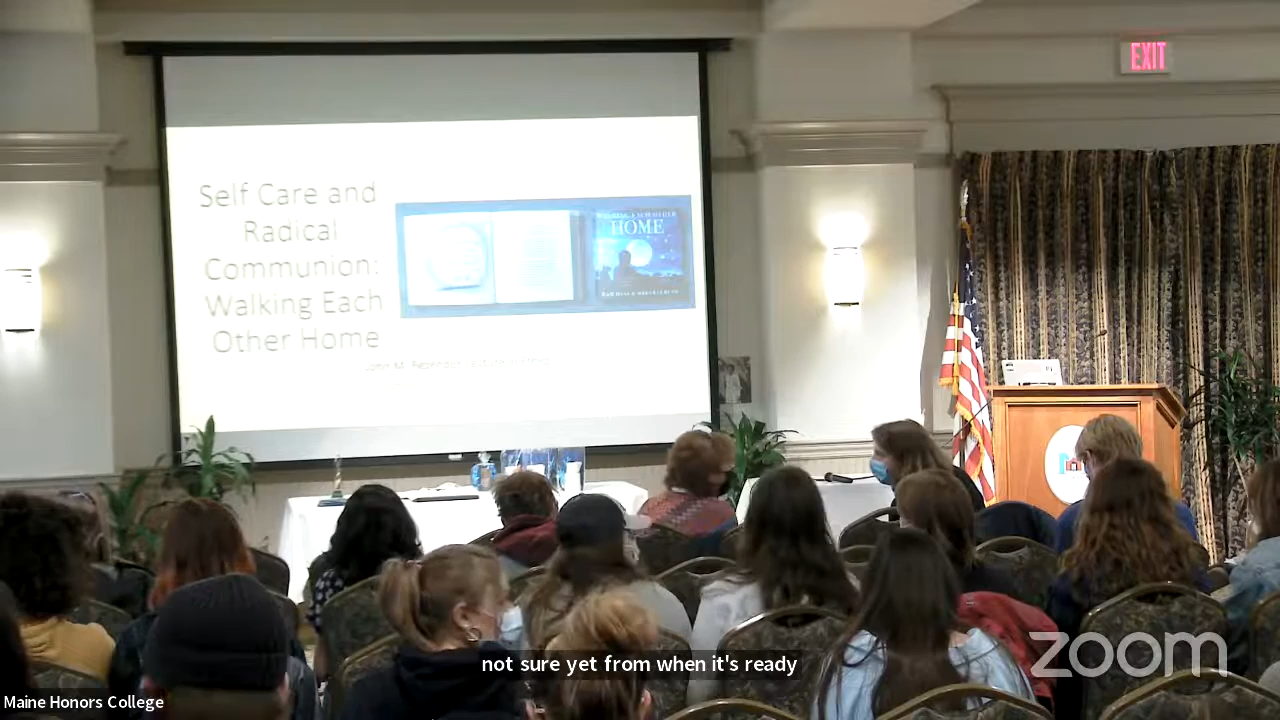 EXIT
Self Care and
Radical
Communion:
Walking Each
Other Home
HOME
John M.
not sure yet from when it's ready
zoom
Maine Honors College